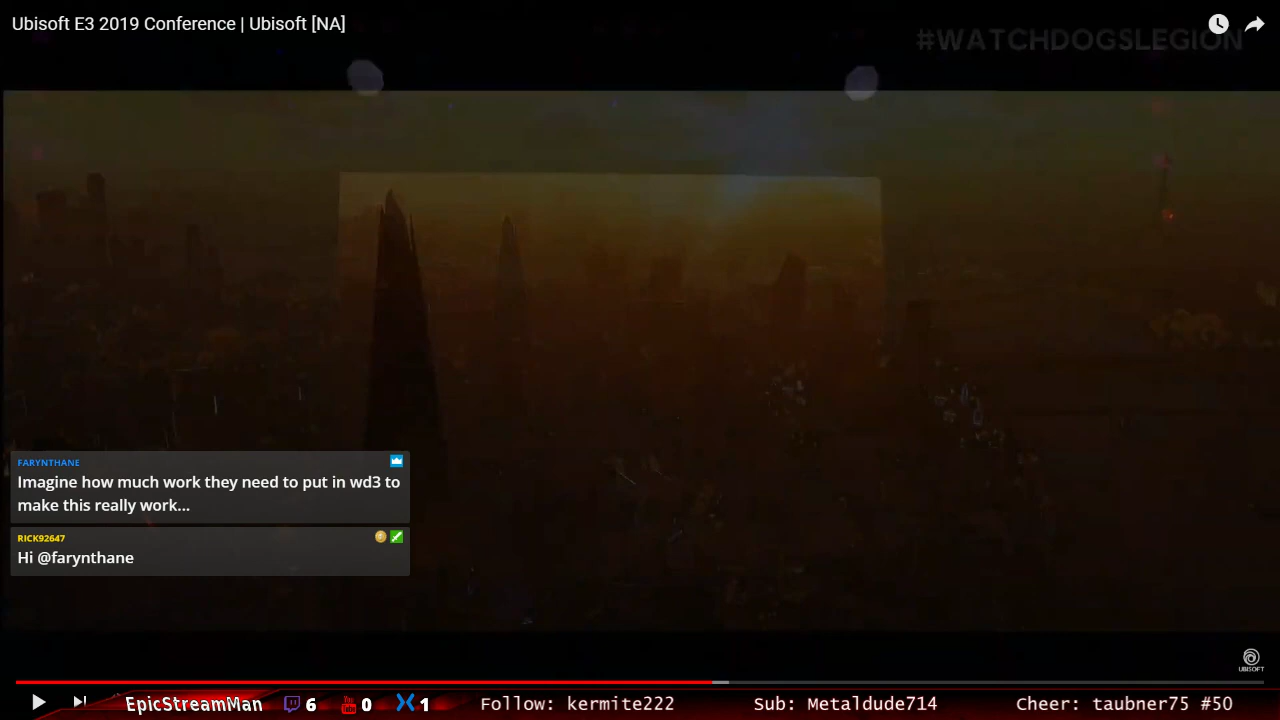 Ubisoft E3 2019 Conference | Ubisoft [NA]
#WATCHDOGSLEGION
FARYNTHANE
Imagine how much work they need to put in wd3 to
make this really work...
RICK92647
Hi @farynthane
UBISOFT
EpicStreamMan
6
You Tube
0
1
Follow: kermite222
Sub: Metaldude714
Cheer: taubner75 #50